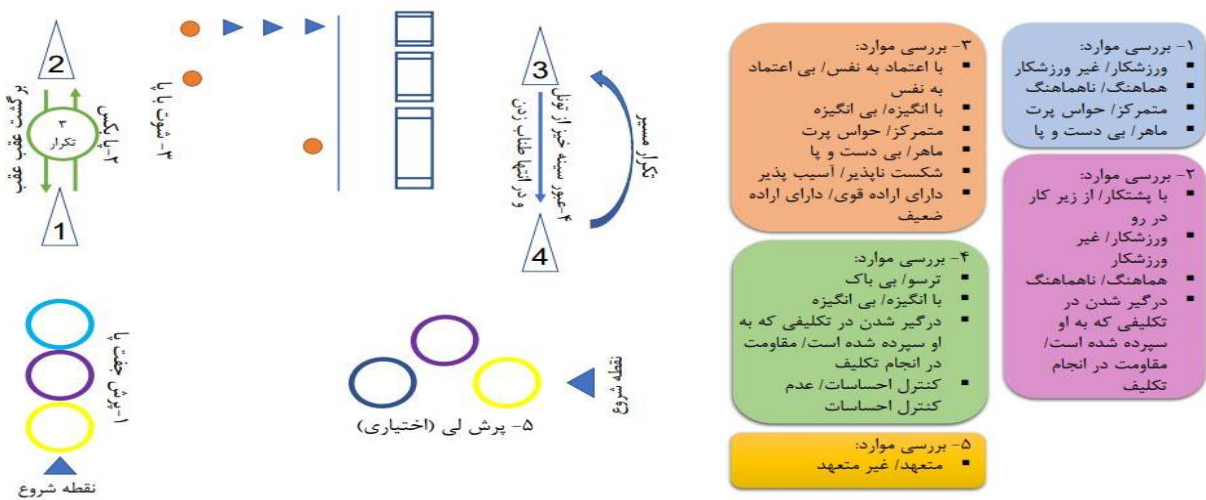 ۱- بررسی موارد:
ورزشکار/ غیر ورزشکار
هماهنگ/ ناهماهنگ
متمرکز/ حواس پرت
ماهر/ بی دست و پا
۲- بررسی موارد:
با پشتکار/ از زیر کار
در رو
ورزشکار/ غیر
ورزشکار
هماهنگ/ ناهماهنگ
درگیر شدن در
تکلیفی که به او
سپرده شده است/
مقاومت در انجام
تکلیف
۳- بررسی موارد:
با اعتماد به نفس/ بی اعتماد
به نفس
با انگیزه/ بی انگیزه
متمرکز/ حواس پرت
ماهر/ بی دست و پا
شکست ناپذیر/ آسیب پذیر
دارای اراده قوی/ دارای اراده
ضعیف
۴- بررسی موارد:
ترسو/ بی باک
با انگیزه/ بی انگیزه
درگیر شدن در تکلیفی که به
او سپرده شده است/ مقاومت
در انجام تکلیف
کنترل احساسات/ عدم
کنترل احساسات
۵- بررسی موارد:
متعهد/ غیر متعهد
تکرار مسیر
3
۴-عبور سینه خیز از تونل
و در انتها طناب زدن
4
۳- شوت با پا
2
۲-پا بکس
۳
تکرار
برگشت عقب عقب
1
۱-پرش جفت پا
نقطه شروع
نقطه شروع
۵- پرش لی (اختیاری)